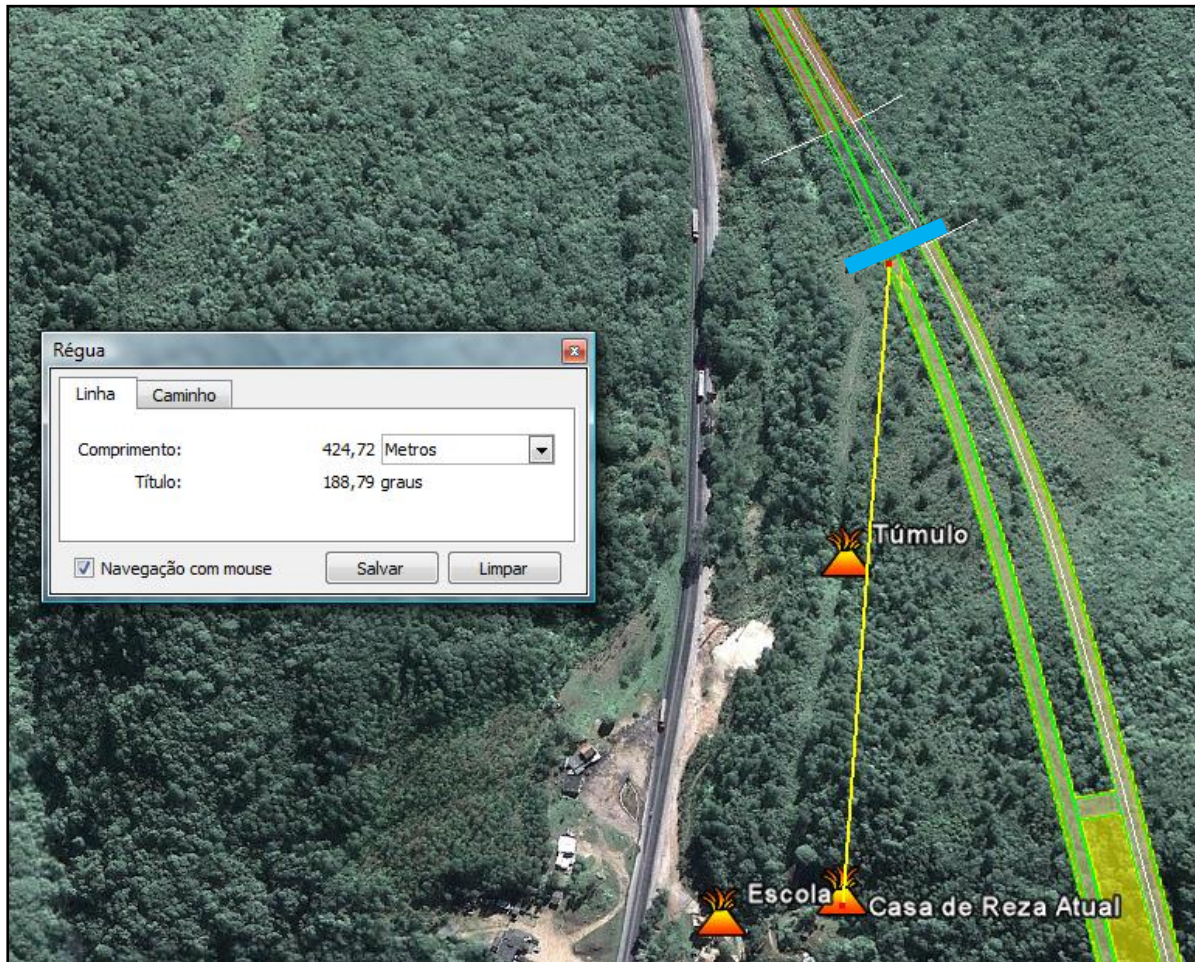 Régua
Linha Caminho
Comprimento: 424,72 Metros
Título: 188,79 graus
Navegação com mouse Salvar Limpar
Túmulo
Escola
Casa de Reza Atual